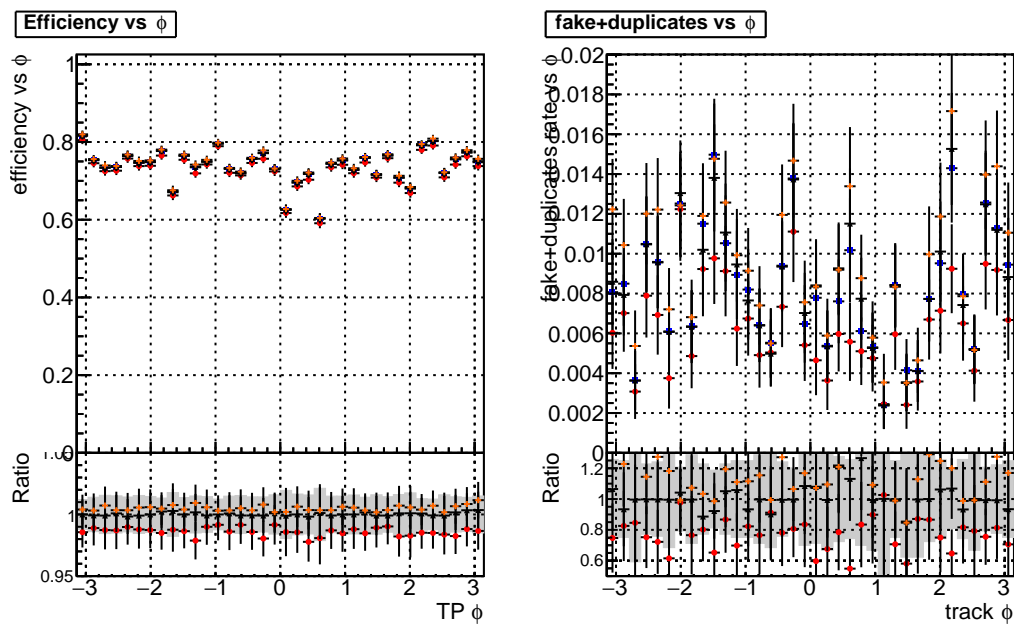 Efficiency vs ϕ
efficiency vs ϕ
1
0.8
0.6
0.4
0.2
0
Ratio
1
0.95
−3 −2 −1 0 1 2 3
TP ϕ
fake+duplicates vs ϕ
fake+duplicates rate vs ϕ
0.02
0.018
0.016
0.014
0.012
0.01
0.008
0.006
0.004
0.002
0
Ratio
1.2
1
0.8
0.6
−3 −2 −1 0 1 2 3
track ϕ